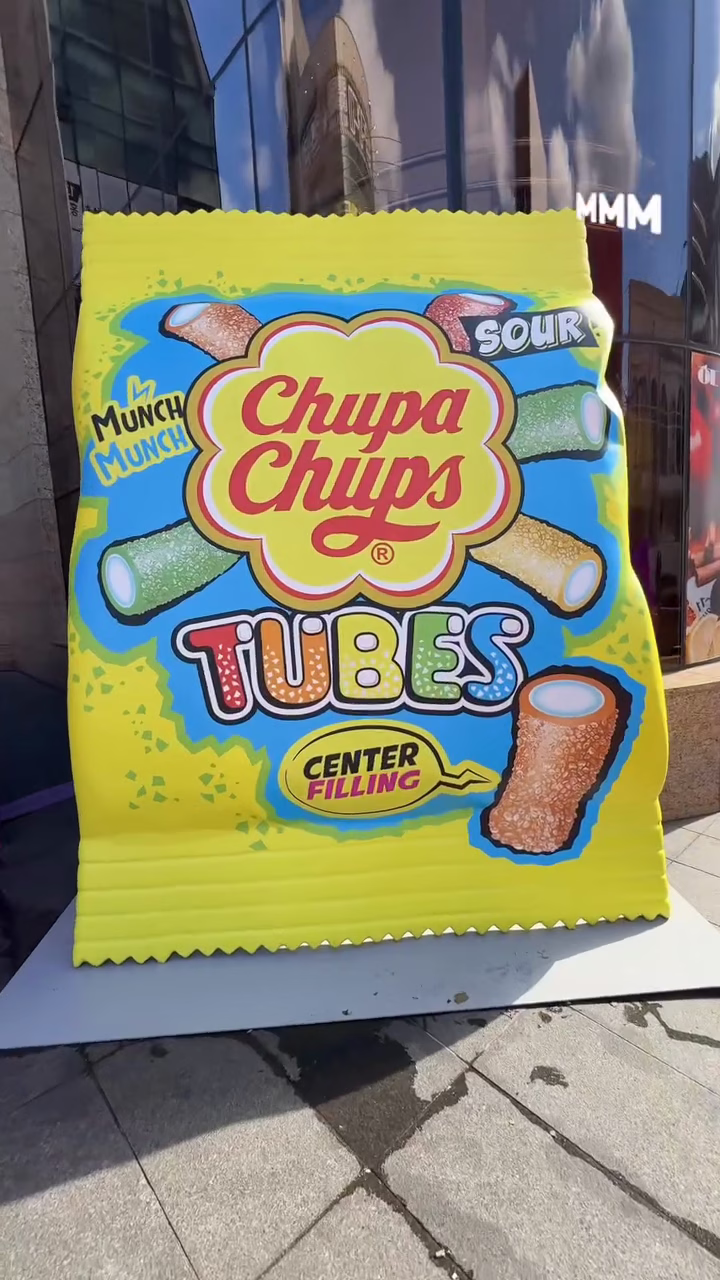 MMM
SOUR
Chupa
Chups
®
MUNCH
MUNCH
TUBES
CENTER
FILLING